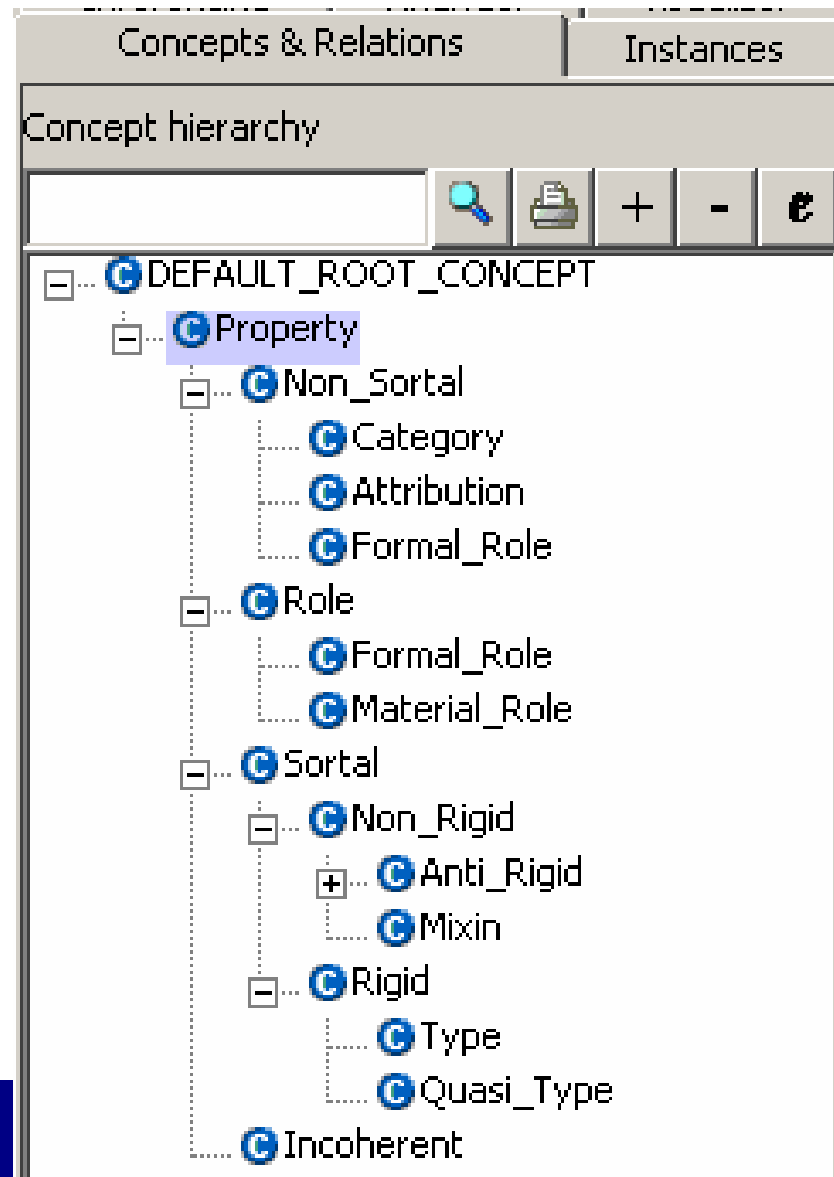 Concepts & Relations Instances
Concept hierarchy
+ - e
DEFAULT_ROOT_CONCEPT
Property
Non_Sortal
Category
Attribution
Formal_Role
Role
Formal_Role
Material_Role
Sortal
Non_Rigid
Anti_Rigid
Mixin
Rigid
Type
Quasi_Type
Incoherent